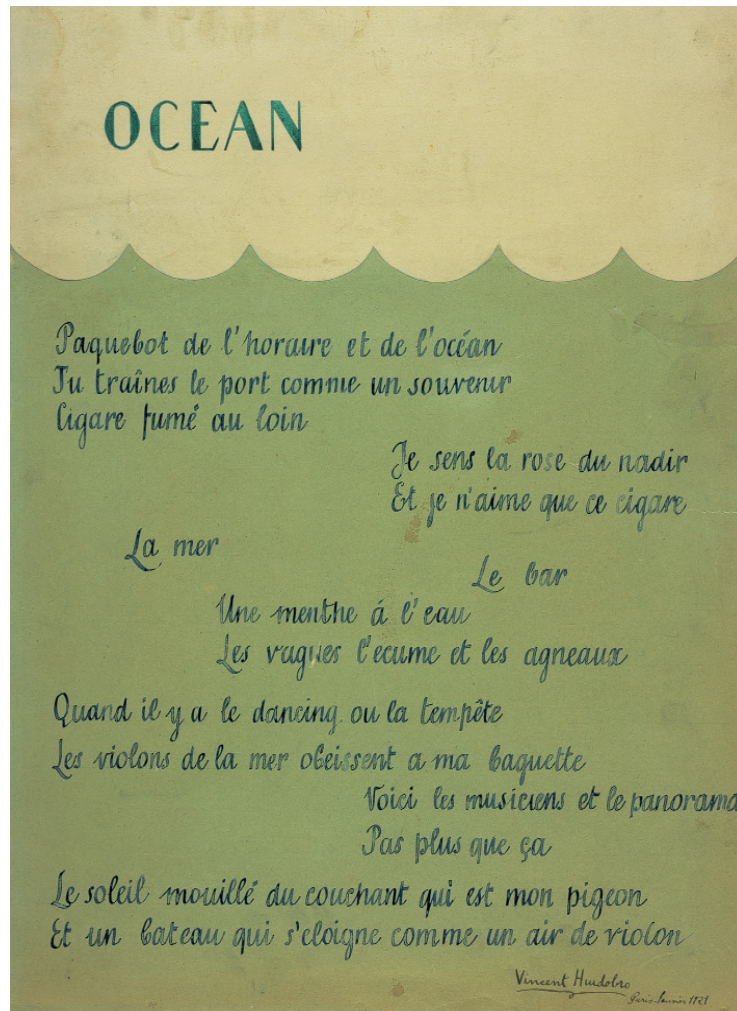 OCEAN
Paquebot de l'horaire et de l'océan
Tu traînes le port comme un souvenir
Cigare fumé au loin
Je sens la rose du nadir
Et je n'aime que ce cigare
La mer
Le bar
Une menthe á l'eau
Les vagues l'ecume et les agneaux
Quand il y a le dancing ou la tempête
Les violons de la mer obeissent a ma baguette
Voici les musiciens et le panorama
Pas plus que ça
Le soleil mouillé du couchant qui est mon pigeon
Et un bateau qui s'eloigne comme un air de violon
Vincent Huidobro
Paris